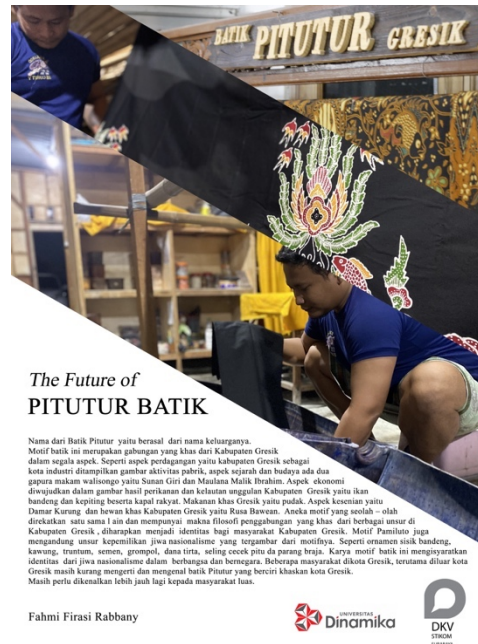 BATIK PITUTUR GRESIK
The Future of
PITUTUR BATIK
Nama dari Batik Pitutur yaitu berasal dari nama keluarganya.
Motif batik ini merupakan gabungan yang khas dari Kabupaten Gresik
dalam segala aspek. Seperti aspek perdagangan yaitu kabupaten Gresik sebagai
kota industri ditampilkan gambar aktivitas pabrik, aspek sejarah dan budaya ada dua
gapura makam walisongo yaitu Sunan Giri dan Maulana Malik Ibrahim. Aspek ekonomi
diwujudkan dalam gambar hasil perikanan dan kelautan unggulan Kabupaten Gresik yaitu ikan
bandeng dan kepiting beserta kapal rakyat. Makanan khas Gresik yaitu pudak. Aspek kesenian yaitu
Damar Kurung dan hewan khas Kabupaten Gresik yaitu Rusa Bawean. Aneka motif yang seolah – olah
direkatkan satu sama l ain dan mempunyai makna filosofi penggabungan yang khas dari berbagai unsur di
Kabupaten Gresik , diharapkan menjadi identitas bagi masyarakat Kabupaten Gresik. Motif Pamiluto juga
mengandung unsur kepemilikan jiwa nasionalisme yang tergambar dari motifnya. Seperti ornamen sisik bandeng,
kawung, truntum, semen, grompol, dana tirta, seling cecek pitu da parang braja. Karya motif batik ini mengisyaratkan
identitas dari jiwa nasionalisme dalam berbangsa dan bernegara. Beberapa masyarakat dikota Gresik, terutama diluar kota
Gresik masih kurang mengerti dan mengenal batik Pitutur yang berciri khaskan kota Gresik.
Masih perlu dikenalkan lebih jauh lagi kepada masyarakat luas.
Fahmi Firasi Rabbany
UNIVERSITAS
Dinamika
DKV
STIKOM